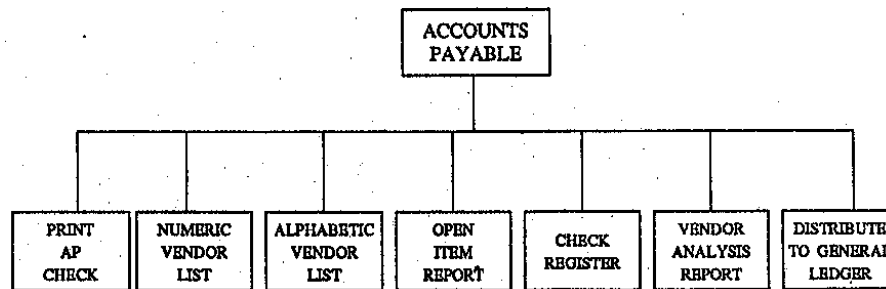 ACCOUNTS
PAYABLE
PRINT
AP
CHECK
NUMERIC
VENDOR
LIST
ALPHABETIC
VENDOR
LIST
OPEN
ITEM
REPORT
CHECK
REGISTER
VENDOR
ANALYSIS
REPORT
DISTRIBUTE
TO GENERAL
LEDGER